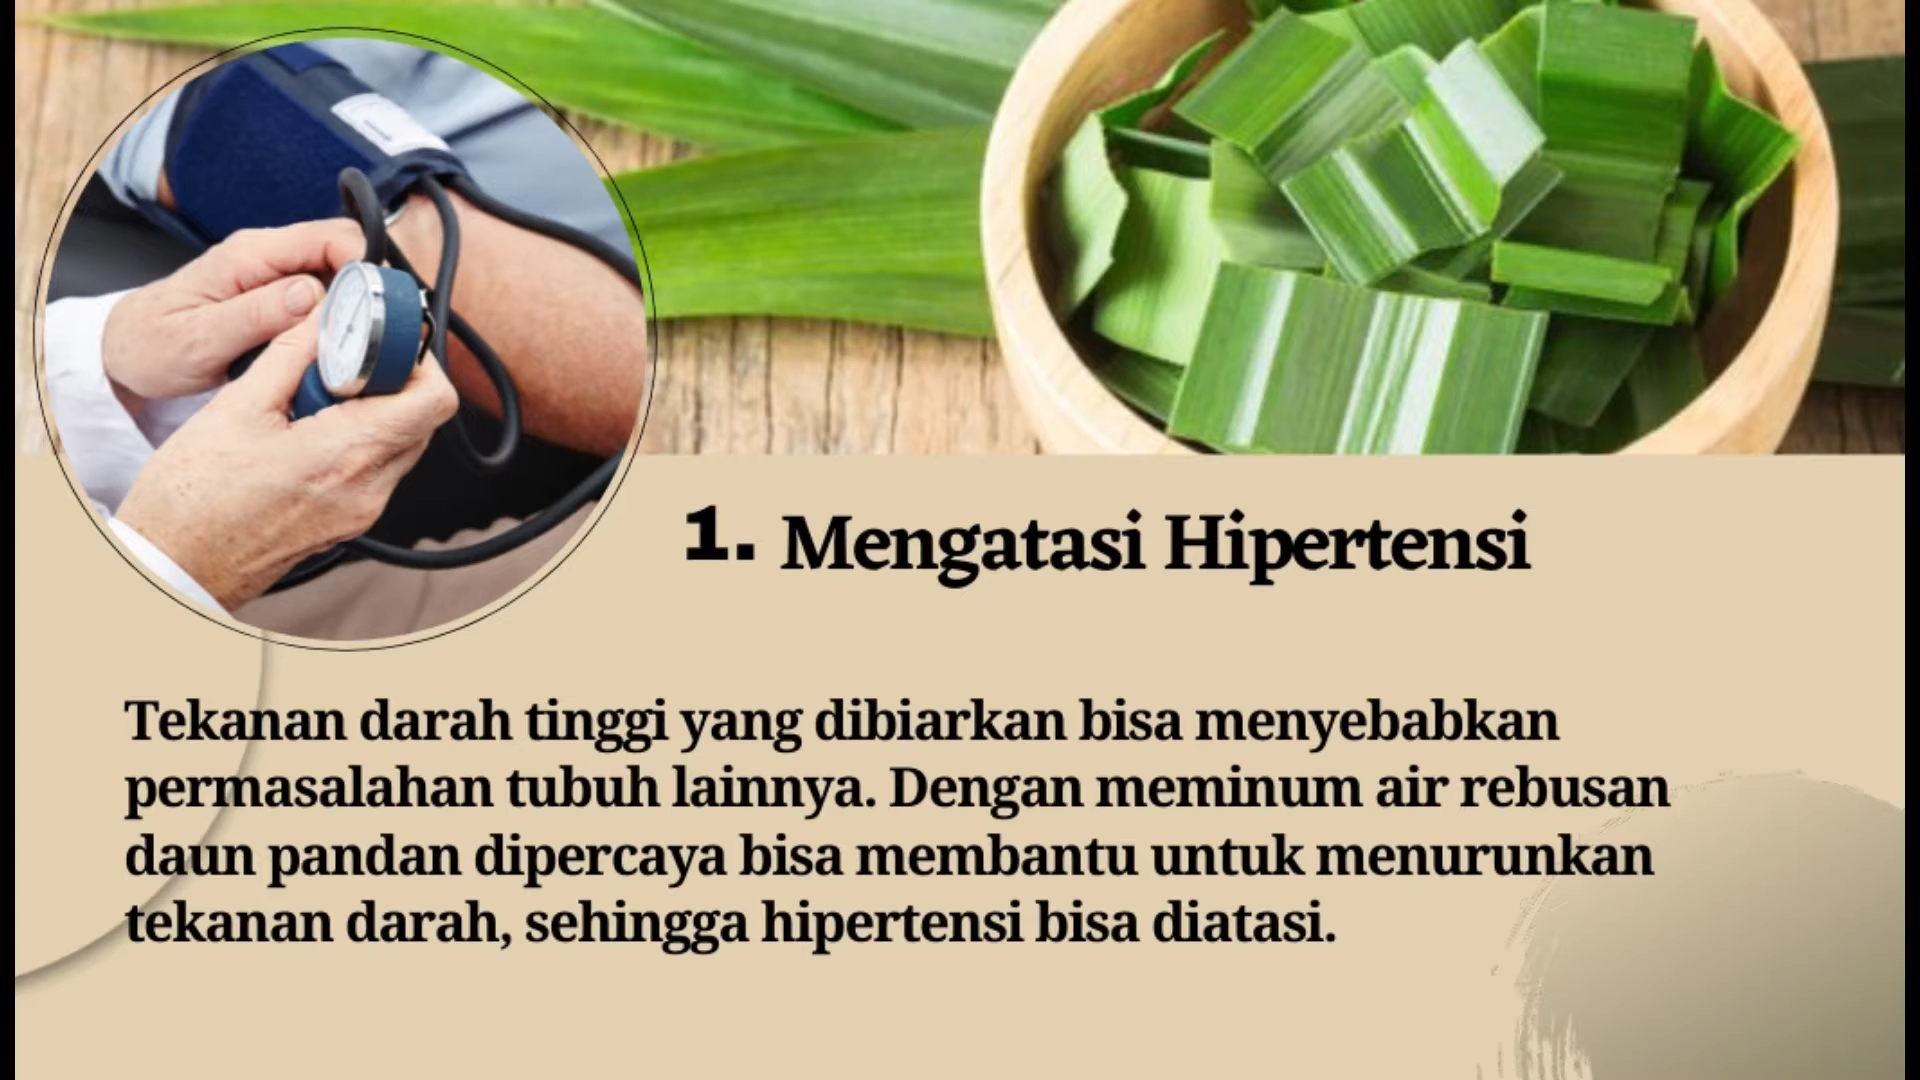 1. Mengatasi Hipertensi
Tekanan darah tinggi yang dibiarkan bisa menyebabkan
permasalahan tubuh lainnya. Dengan meminum air rebusan
daun pandan dipercaya bisa membantu untuk menurunkan
tekanan darah, sehingga hipertensi bisa diatasi.